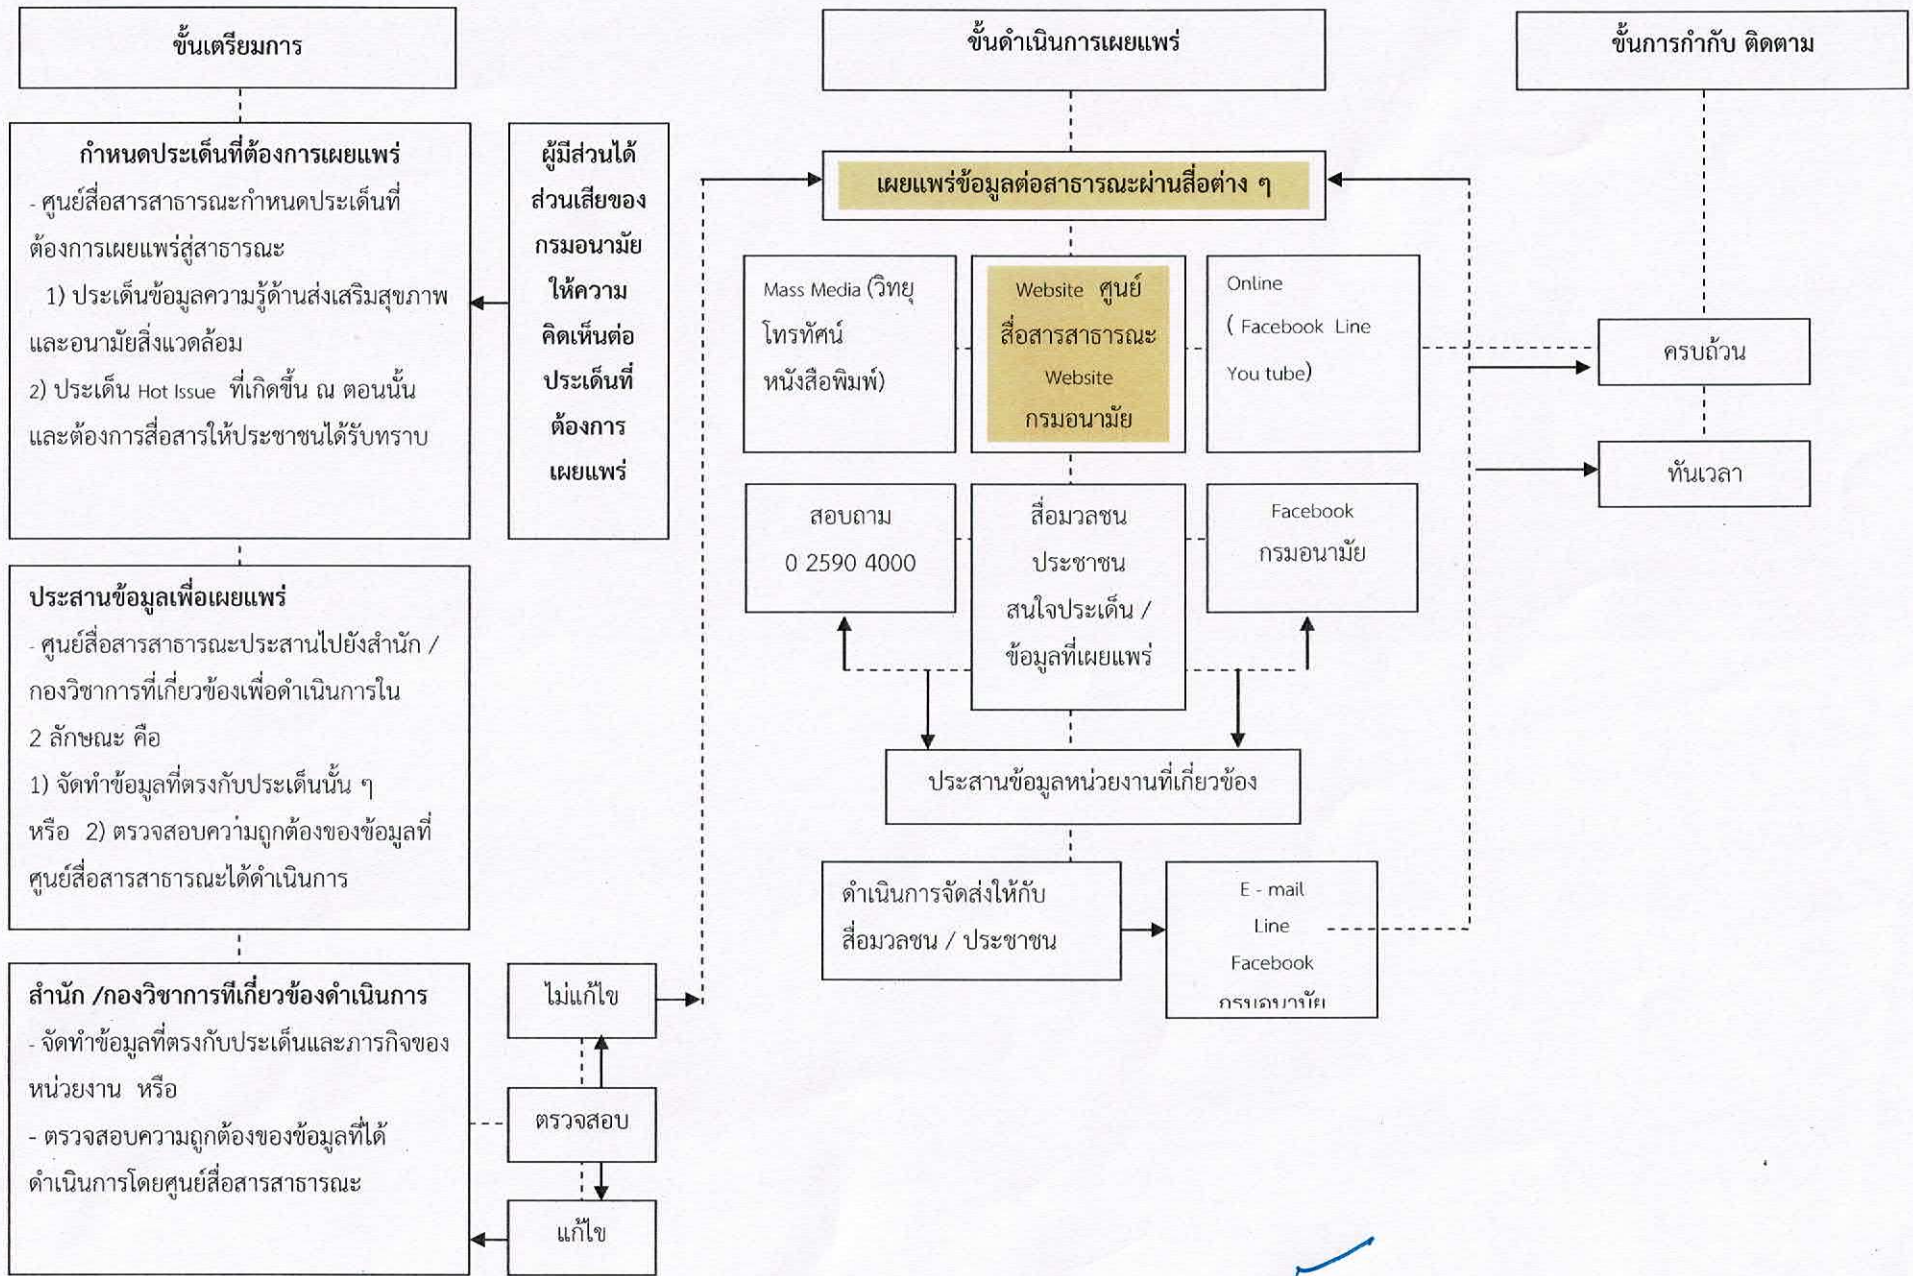 ขั้นเตรียมการ
กำหนดประเด็นที่ต้องการเผยแพร่
- ศูนย์สื่อสารสาธารณะกำหนดประเด็นที่
ต้องการเผยแพร่สู่สาธารณะ
1) ประเด็นข้อมูลความรู้ด้านส่งเสริมสุขภาพ
และอนามัยสิ่งแวดล้อม
2) ประเด็น Hot Issue ที่เกิดขึ้น ณ ตอนนั้น
และต้องการสื่อสารให้ประชาชนได้รับทราบ
ผู้มีส่วนได้
ส่วนเสียของ
กรมอนามัย
ให้ความ
คิดเห็นต่อ
ประเด็นที่
ต้องการ
เผยแพร่
ประสานข้อมูลเพื่อเผยแพร่
- ศูนย์สื่อสารสาธารณะประสานไปยังสำนัก /
กองวิชาการที่เกี่ยวข้องเพื่อดำเนินการใน
2 ลักษณะ คือ
1) จัดทำข้อมูลที่ตรงกับประเด็นนั้น ๆ
หรือ 2) ตรวจสอบความถูกต้องของข้อมูลที่
ศูนย์สื่อสารสาธารณะได้ดำเนินการ
สำนัก /กองวิชาการที่เกี่ยวข้องดำเนินการ
- จัดทำข้อมูลที่ตรงกับประเด็นและภารกิจของ
หน่วยงาน หรือ
- ตรวจสอบความถูกต้องของข้อมูลที่ได้
ดำเนินการโดยศูนย์สื่อสารสาธารณะ
ไม่แก้ไข
ตรวจสอบ
แก้ไข
ขั้นดำเนินการเผยแพร่
เผยแพร่ข้อมูลต่อสาธารณะผ่านสื่อต่าง ๆ
Mass Media (วิทยุ
โทรทัศน์
หนังสือพิมพ์)
Website ศูนย์
สื่อสารสาธารณะ
Website
กรมอนามัย
Online
( Facebook Line
You tube)
สอบถาม
0 2590 4000
สื่อมวลชน
ประชาชน
สนใจประเด็น /
ข้อมูลที่เผยแพร่
Facebook
กรมอนามัย
ประสานข้อมูลหน่วยงานที่เกี่ยวข้อง
ดำเนินการจัดส่งให้กับ
สื่อมวลชน / ประชาชน
E - mail
Line
Facebook
กรมอนามัย
ขั้นการกำกับ ติดตาม
ครบถ้วน
ทันเวลา